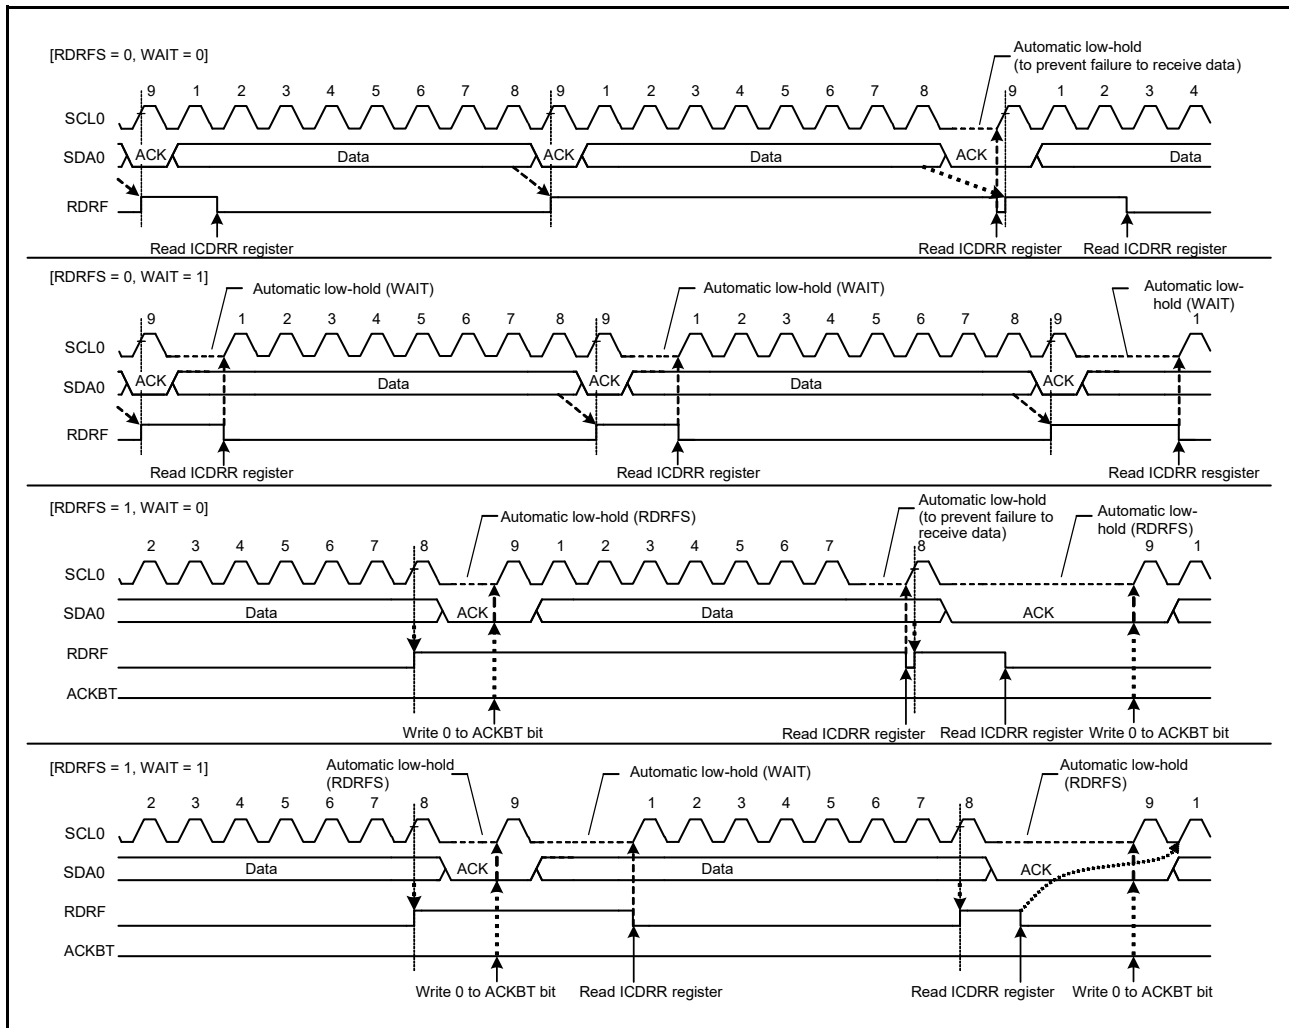 [RDRFS = 0, WAIT = 0]
Automatic low-hold
(to prevent failure to receive data)
9 1 2 3 4 5 6 7 8 9 1 2 3 4 5 6 7 8 9 1 2 3 4
SCL0
SDA0 ACK Data ACK Data ACK Data
RDRF
Read ICDRR register Read ICDRR register Read ICDRR register
[RDRFS = 0, WAIT = 1]
Automatic low-hold (WAIT) Automatic low-hold (WAIT) Automatic low-
hold (WAIT)
9 1 2 3 4 5 6 7 8 9 1 2 3 4 5 6 7 8 9 1
SCL0
SDA0 ACK Data ACK Data ACK
RDRF
Read ICDRR register Read ICDRR register Read ICDRR resgister
[RDRFS = 1, WAIT = 0]
Automatic low-hold (RDRFS) Automatic low-hold
(to prevent failure to
receive data) Automatic low-
hold (RDRFS)
2 3 4 5 6 7 8 9 1 2 3 4 5 6 7 8 9 1
SCL0
SDA0 Data ACK Data ACK
RDRF
ACKBT
Write 0 to ACKBT bit Read ICDRR register Read ICDRR register Write 0 to ACKBT bit
[RDRFS = 1, WAIT = 1]
Automatic low-hold
(RDRFS) Automatic low-hold (WAIT) Automatic low-hold
(RDRFS)
2 3 4 5 6 7 8 9 1 2 3 4 5 6 7 8 9 1
SCL0
SDA0 Data ACK Data ACK
RDRF
ACKBT
Write 0 to ACKBT bit Read ICDRR register Read ICDRR register Write 0 to ACKBT bit